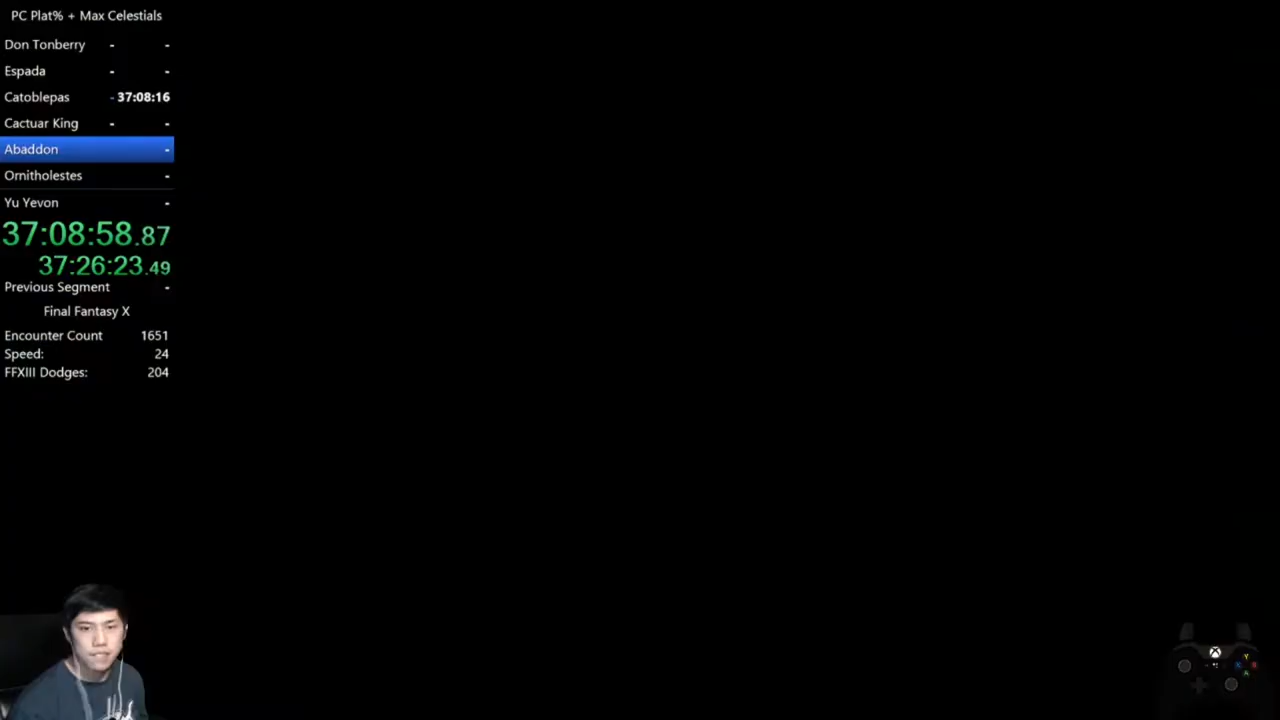 PC Plat% + Max Celestials
Don Tonberry - -
Espada - -
Catoblepas - 37:08:16
Cactuar King - -
Abaddon -
Ornitholestes -
Yu Yevon -
37:08:58.87
37:26:23.49
Previous Segment -
Final Fantasy X
Encounter Count 1651
Speed: 24
FFXIII Dodges: 204